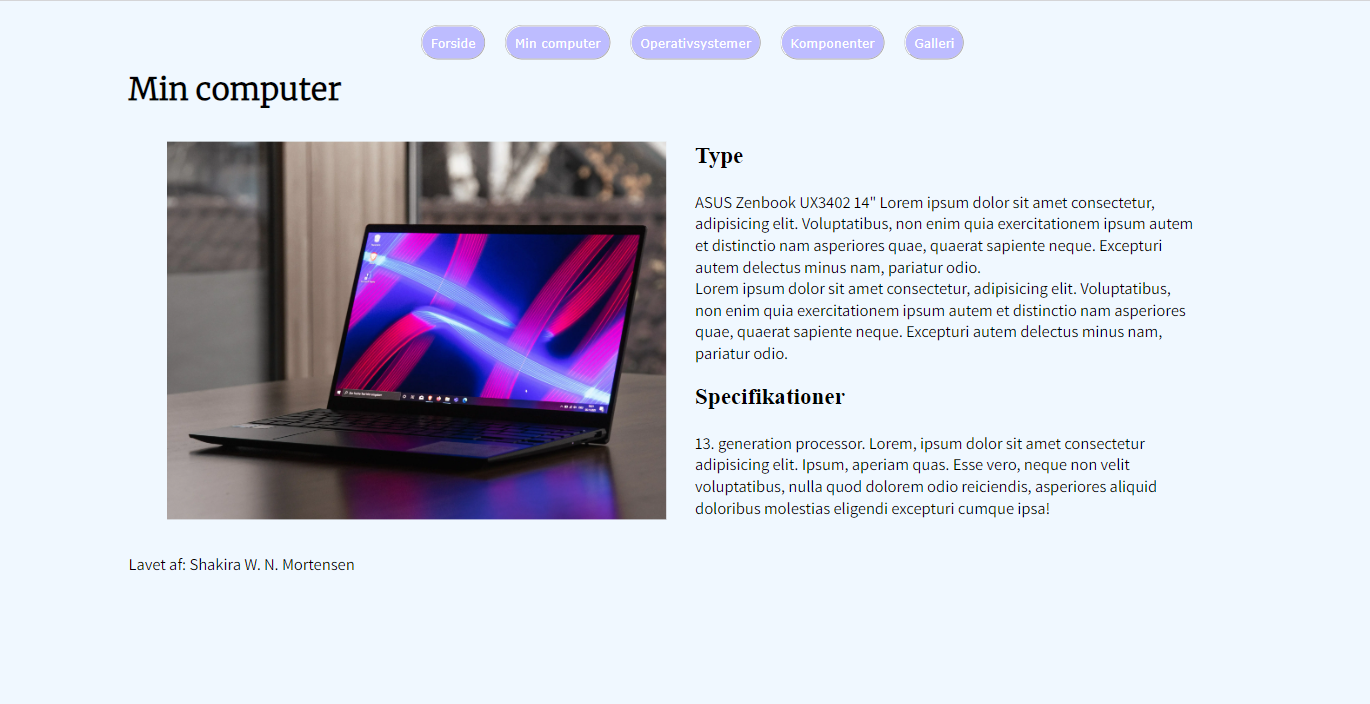 Forside Min computer Operativsystemer Komponenter Galleri
Min computer
Type
ASUS Zenbook UX3402 14" Lorem ipsum dolor sit amet consectetur,
adipisicing elit. Voluptatibus, non enim quia exercitationem ipsum autem
et distinctio nam asperiores quae, quaerat sapiente neque. Excepturi
autem delectus minus nam, pariatur odio.
Lorem ipsum dolor sit amet consectetur, adipisicing elit. Voluptatibus,
non enim quia exercitationem ipsum autem et distinctio nam asperiores
quae, quaerat sapiente neque. Excepturi autem delectus minus nam,
pariatur odio.
Specifikationer
13. generation processor. Lorem, ipsum dolor sit amet consectetur
adipisicing elit. Ipsum, aperiam quas. Esse vero, neque non velit
voluptatibus, nulla quod dolorem odio reiciendis, asperiores aliquid
doloribus molestias eligendi excepturi cumque ipsa!
Lavet af: Shakira W. N. Mortensen